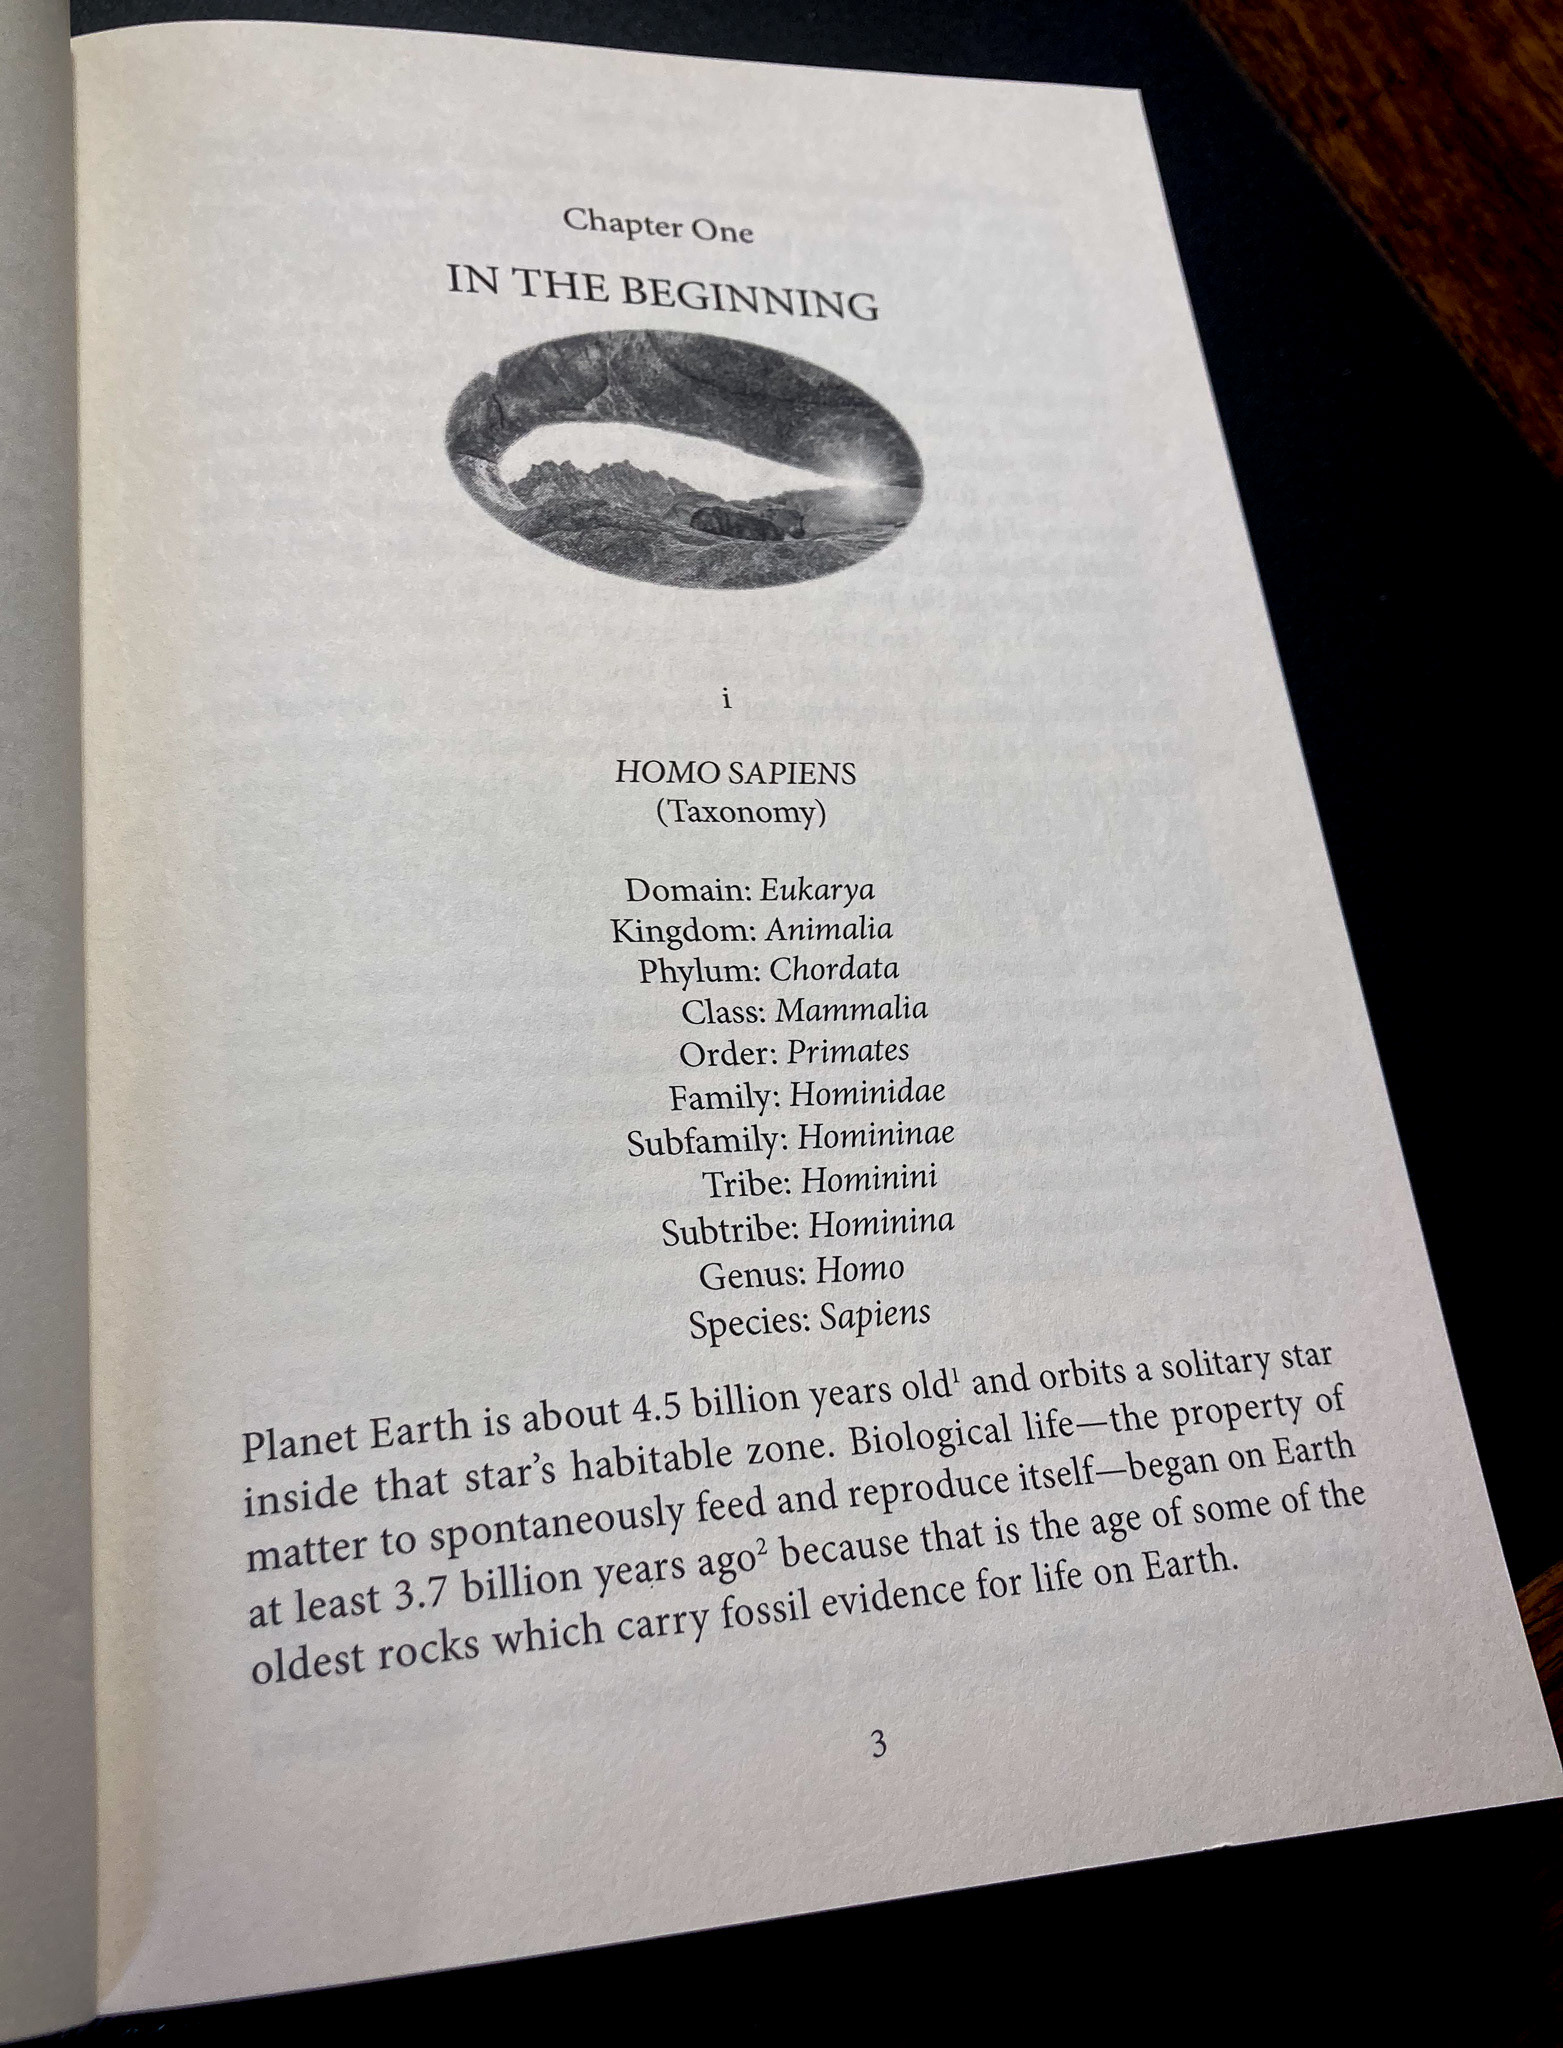 Chapter One
IN THE BEGINNING
i
HOMO SAPIENS
(Taxonomy)
Domain: Eukarya
Kingdom: Animalia
Phylum: Chordata
Class: Mammalia
Order: Primates
Family: Hominidae
Subfamily: Homininae
Tribe: Hominini
Subtribe: Hominina
Genus: Homo
Species: Sapiens
Planet Earth is about 4.5 billion years old¹ and orbits a solitary star
inside that star’s habitable zone. Biological life—the property of
matter to spontaneously feed and reproduce itself—began on Earth
at least 3.7 billion years ago² because that is the age of some of the
oldest rocks which carry fossil evidence for life on Earth.
3